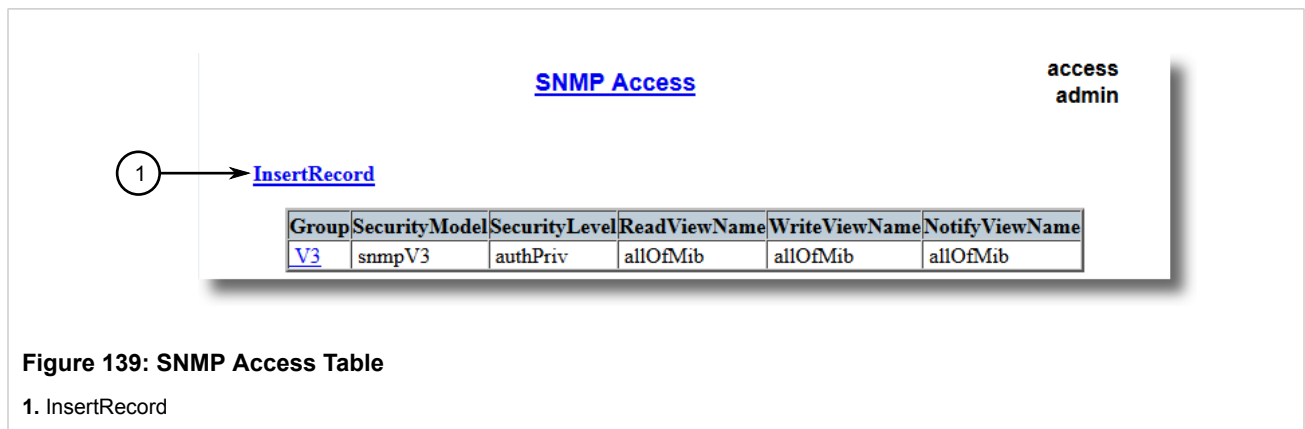 SNMP Access
access
admin
1
InsertRecord
Group SecurityModel SecurityLevel ReadViewName WriteViewName NotifyViewName
V3 snmpV3 authPriv allOfMib allOfMib allOfMib
Figure 139: SNMP Access Table
1. InsertRecord